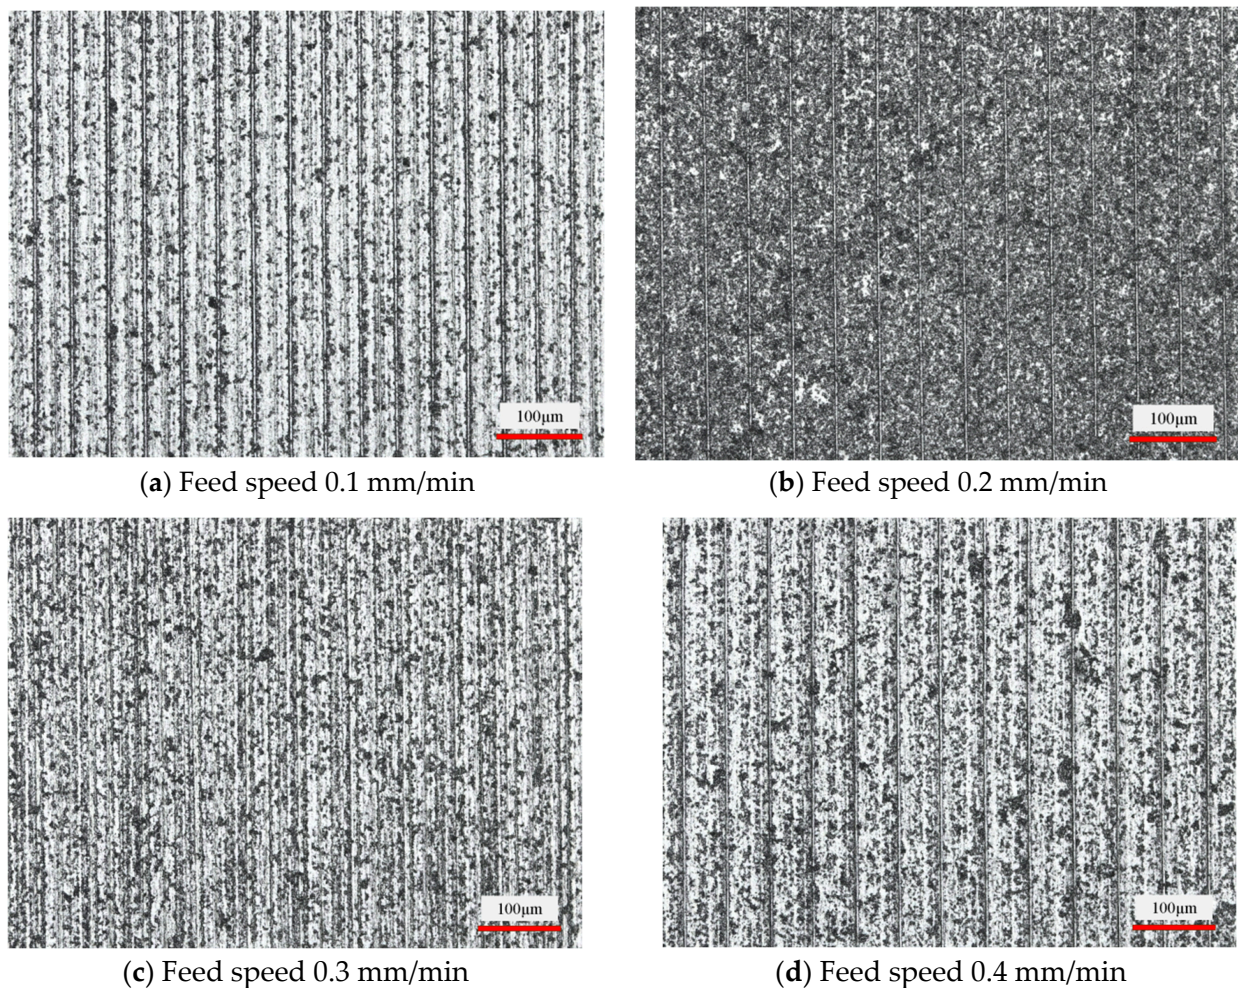 100μm
100μm
(a) Feed speed 0.1 mm/min
(b) Feed speed 0.2 mm/min
100μm
100μm
(c) Feed speed 0.3 mm/min
(d) Feed speed 0.4 mm/min